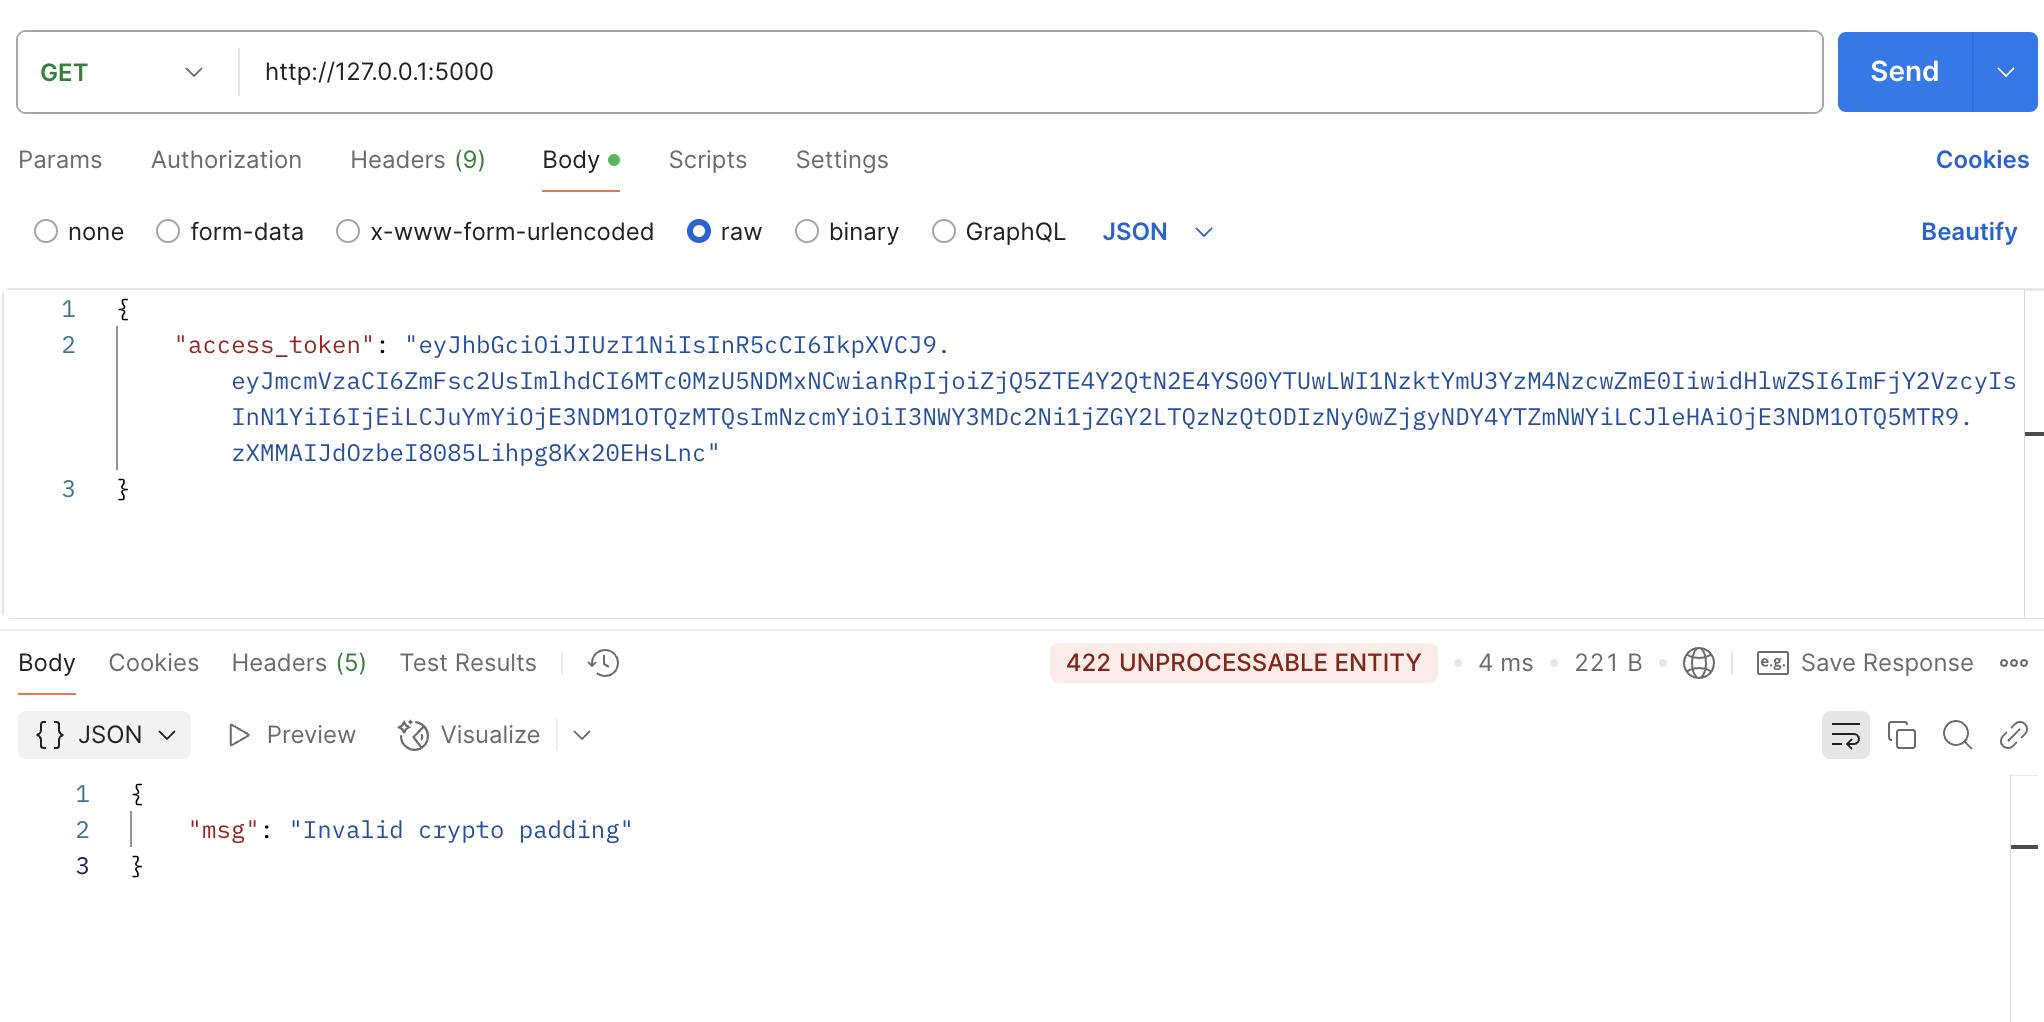 GET http://127.0.0.1:5000 Send
Params Authorization Headers (9) Body Scripts Settings Cookies
none form-data x-www-form-urlencoded raw binary GraphQL JSON Beautify
1 {
2 "access_token": "eyJhbGciOiJIUzI1NiIsInR5cCI6IkpXVCJ9.
eyJmcmVzaCI6ZmFsc2UsImlhdCI6MTc0MzU5NDMxNCwianRpIjoiZjQ5ZTE4Y2QtN2E4YS00YTUwLWI1NzktYmU3YzM4NzcwZmE0IiwidHlwZSI6ImFjY2VzcyIs
InN1YiI6IjEiLCJuYmYiOjE3NDM1OTQzMTQsImNzcmYiOiI3NWY3MDc2Ni1jZGY2LTQzNzQtODIzNy0wZjgyNDY4YTZmNWYiLCJleHAiOjE3NDM1OTQ5MTR9.
zXMMAIJdOzbeI8085Lihpg8Kx20EHsLnc"
3 }
Body Cookies Headers (5) Test Results 422 UNPROCESSABLE ENTITY • 4 ms • 221 B • e.g. Save Response
{} JSON Preview Visualize
1 {
2 "msg": "Invalid crypto padding"
3 }